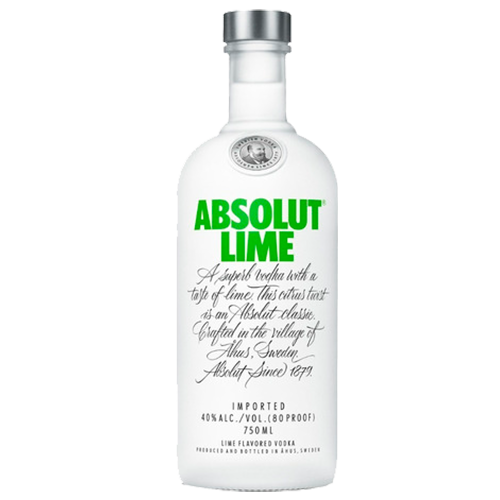 ABSOLUT
LIME
A superb vodka with a
taste of lime. This citrus twist
is an Absolut classic.
Crafted in the village of
Åhus, Sweden.
Absolut Since 1879.
IMPORTED
40% ALC./VOL. (80 PROOF)
750ML
LIME FLAVORED VODKA
PRODUCED AND BOTTLED IN ÅHUS, SWEDEN